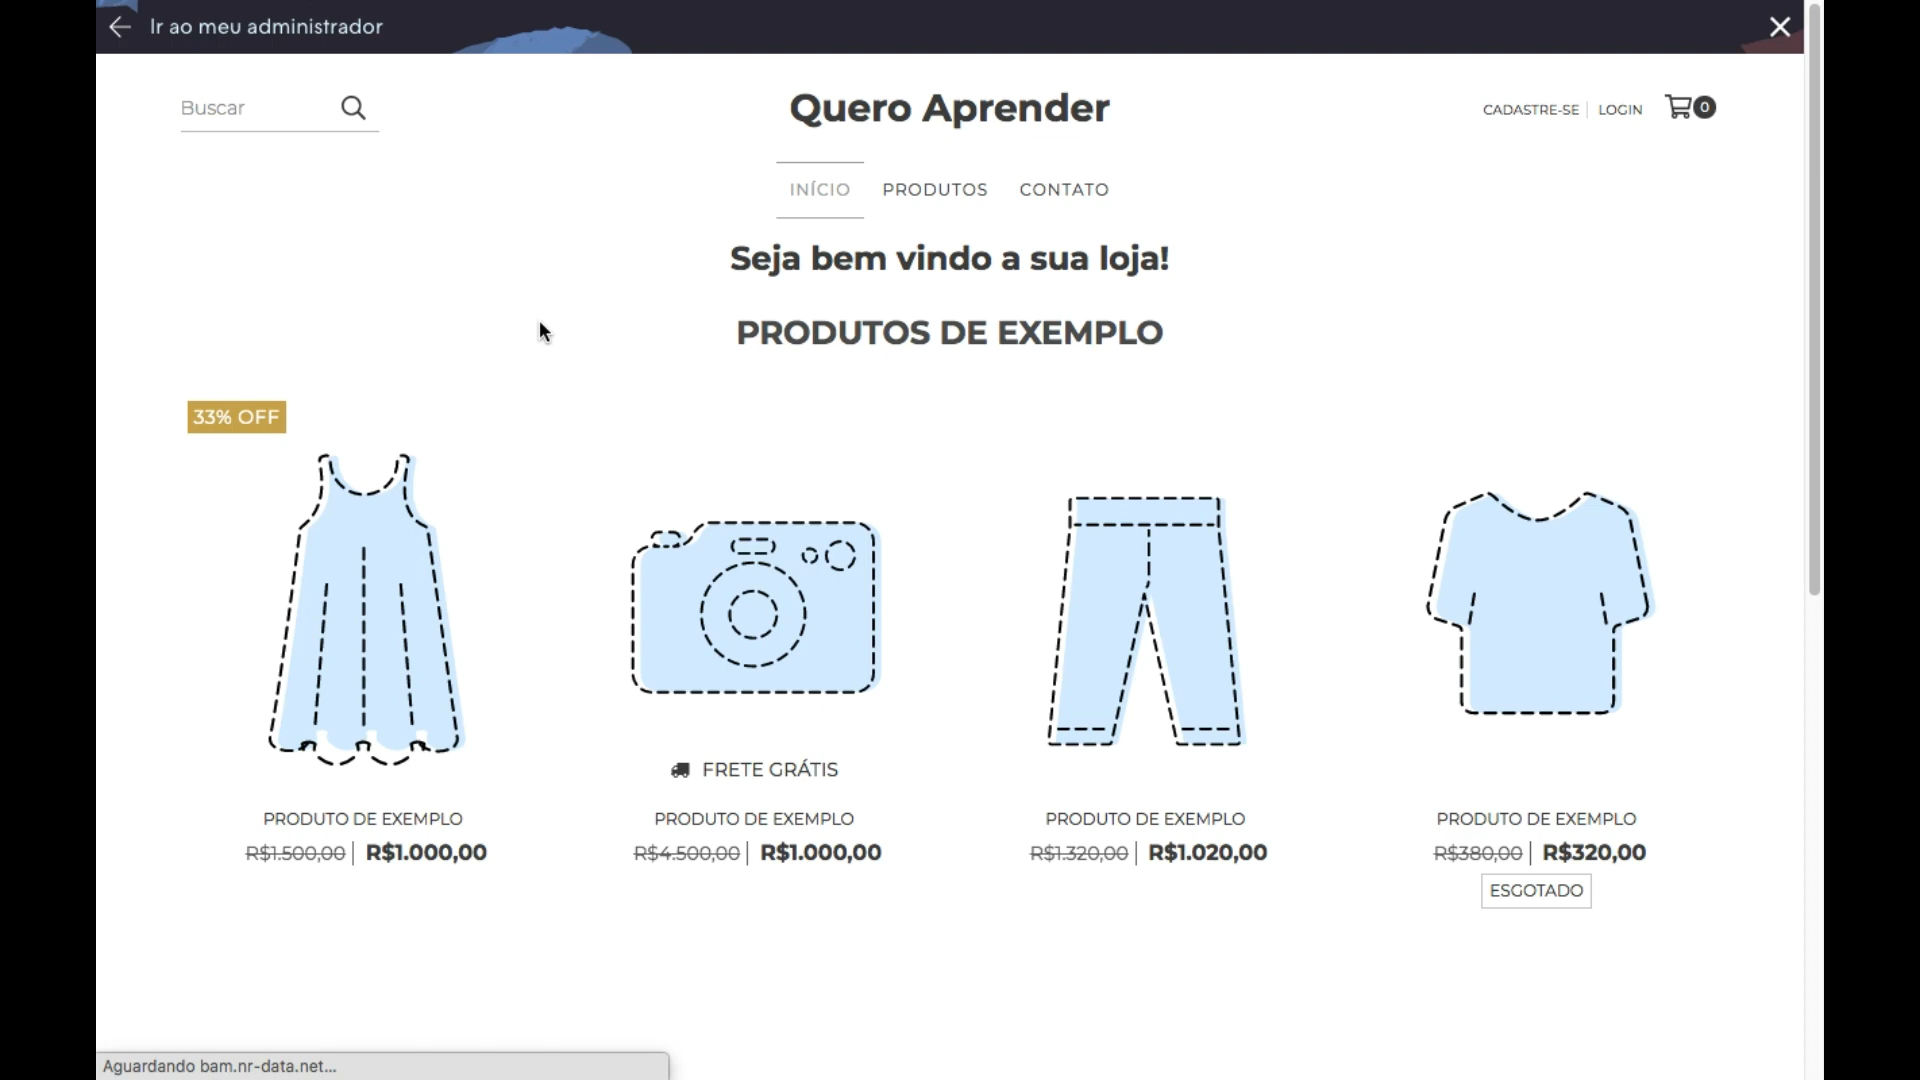 Ir ao meu administrador
Buscar
Quero Aprender
CADASTRE-SE | LOGIN
0
INÍCIO PRODUTOS CONTATO
Seja bem vindo a sua loja!
PRODUTOS DE EXEMPLO
33% OFF
FRETE GRÁTIS
PRODUTO DE EXEMPLO
R$1.500,00 | R$1.000,00
PRODUTO DE EXEMPLO
R$4.500,00 | R$1.000,00
PRODUTO DE EXEMPLO
R$1.320,00 | R$1.020,00
PRODUTO DE EXEMPLO
R$380,00 | R$320,00
ESGOTADO
Aguardando bam.nr-data.net...